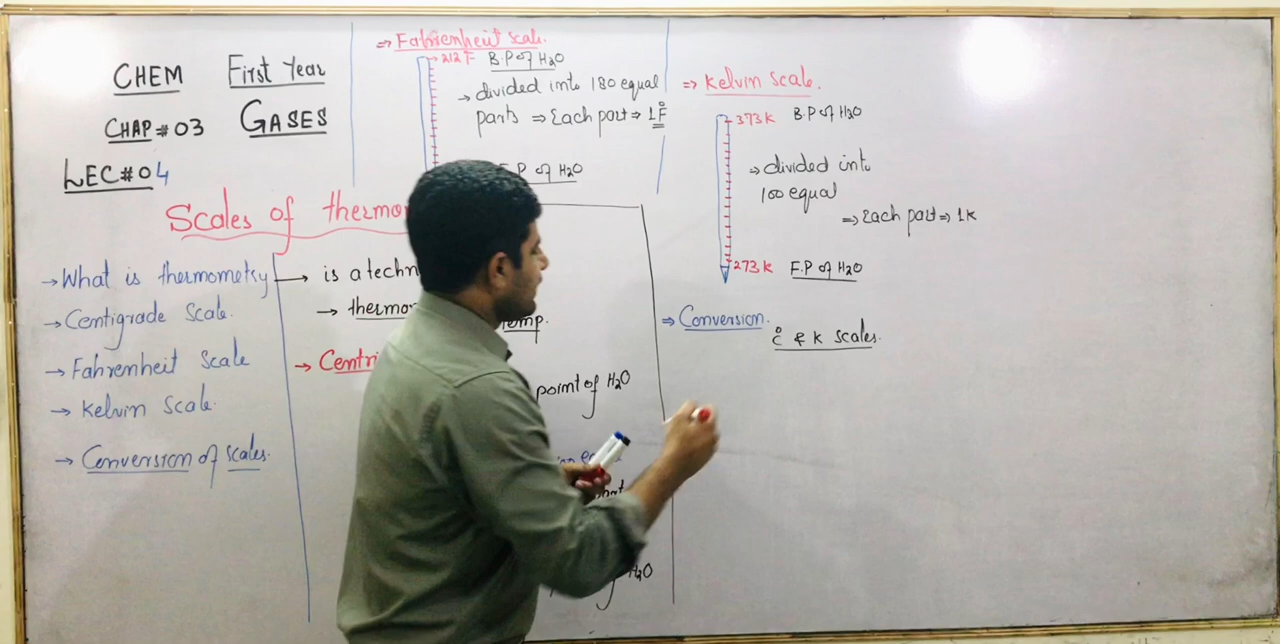 CHEM First Year
CHAP # 03 GASES
LEC # 04
Scales of thermo
→ What is thermometry
→ Centigrade Scale.
→ Fahrenheit Scale
→ Kelvin Scale.
→ Conversion of scales.
→ is a techn
→ thermo
Temp.
→ Centri
point of H₂O
H₂O
⇒ Fahrenheit scale.
212°F B.P of H₂O
→ divided into 180 equal
parts ⇒ Each part ⇒ 1°F
F.P of H₂O
⇒ Kelvin scale.
373 K B.P of H₂O
⇒ divided into
100 equal
⇒ Each part ⇒ 1K
273 K F.P of H₂O
⇒ Conversion.
°C & K scales.